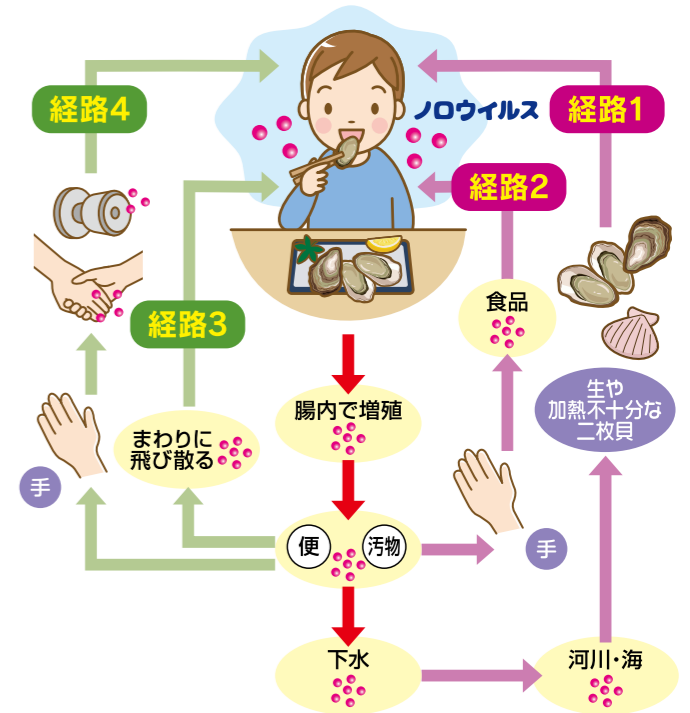 経路4
ノロウイルス
経路1
経路2
食品
経路3
生や
加熱不十分な
二枚貝
腸内で増殖
まわりに
飛び散る
手
便
汚物
手
下水
河川・海